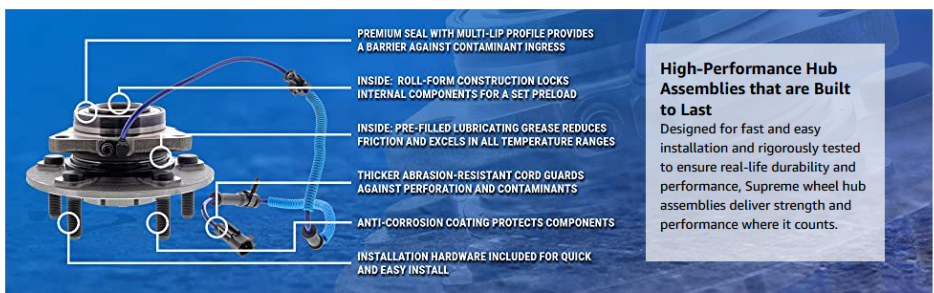 PREMIUM SEAL WITH MULTI-LIP PROFILE PROVIDES
A BARRIER AGAINST CONTAMINANT INGRESS
INSIDE: ROLL-FORM CONSTRUCTION LOCKS
INTERNAL COMPONENTS FOR A SET PRELOAD
INSIDE: PRE-FILLED LUBRICATING GREASE REDUCES
FRICTION AND EXCELS IN ALL TEMPERATURE RANGES
THICKER ABRASION-RESISTANT CORD GUARDS
AGAINST PERFORATION AND CONTAMINANTS
ANTI-CORROSION COATING PROTECTS COMPONENTS
INSTALLATION HARDWARE INCLUDED FOR QUICK
AND EASY INSTALL
High-Performance Hub
Assemblies that are Built
to Last
Designed for fast and easy
installation and rigorously tested
to ensure real-life durability and
performance, Supreme wheel hub
assemblies deliver strength and
performance where it counts.